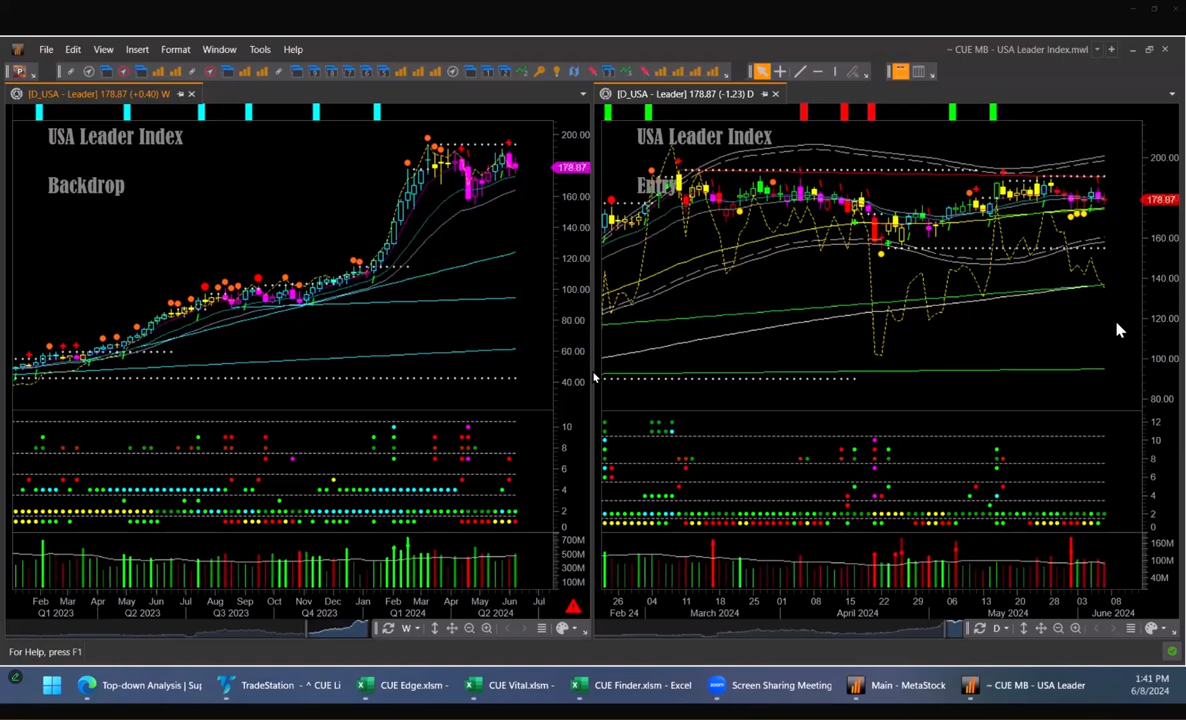 File Edit View Insert Format Window Tools Help
~ CUE MB - USA Leader Index.mwl
[D_USA - Leader] 178.87 (+0.40) W
[D_USA - Leader] 178.87 (-1.23) D
USA Leader Index
Backdrop
200.00
178.87
160.00
140.00
120.00
100.00
80.00
60.00
40.00
10
8
6
4
2
0
700M
500M
300M
100M
Feb Mar Apr May Jun Jul Aug Sep Oct Nov Dec Jan Feb Mar Apr May Jun Jul
Q1 2023 Q2 2023 Q3 2023 Q4 2023 Q1 2024 Q2 2024
W
USA Leader Index
Entry
200.00
178.87
160.00
140.00
120.00
100.00
80.00
12
10
8
6
4
2
0
160M
100M
40M
26 04 11 18 25 01 08 15 22 29 06 13 20 28 03 08
Feb 24 March 2024 April 2024 May 2024 June 2024
D
For Help, press F1
Top-down Analysis | Sup
TradeStation - ^ CUE Li
CUE Edge.xlsm -
CUE Vital.xlsm -
CUE Finder.xlsm - Excel
Screen Sharing Meeting
Main - MetaStock
~ CUE MB - USA Leader
1:41 PM
6/8/2024